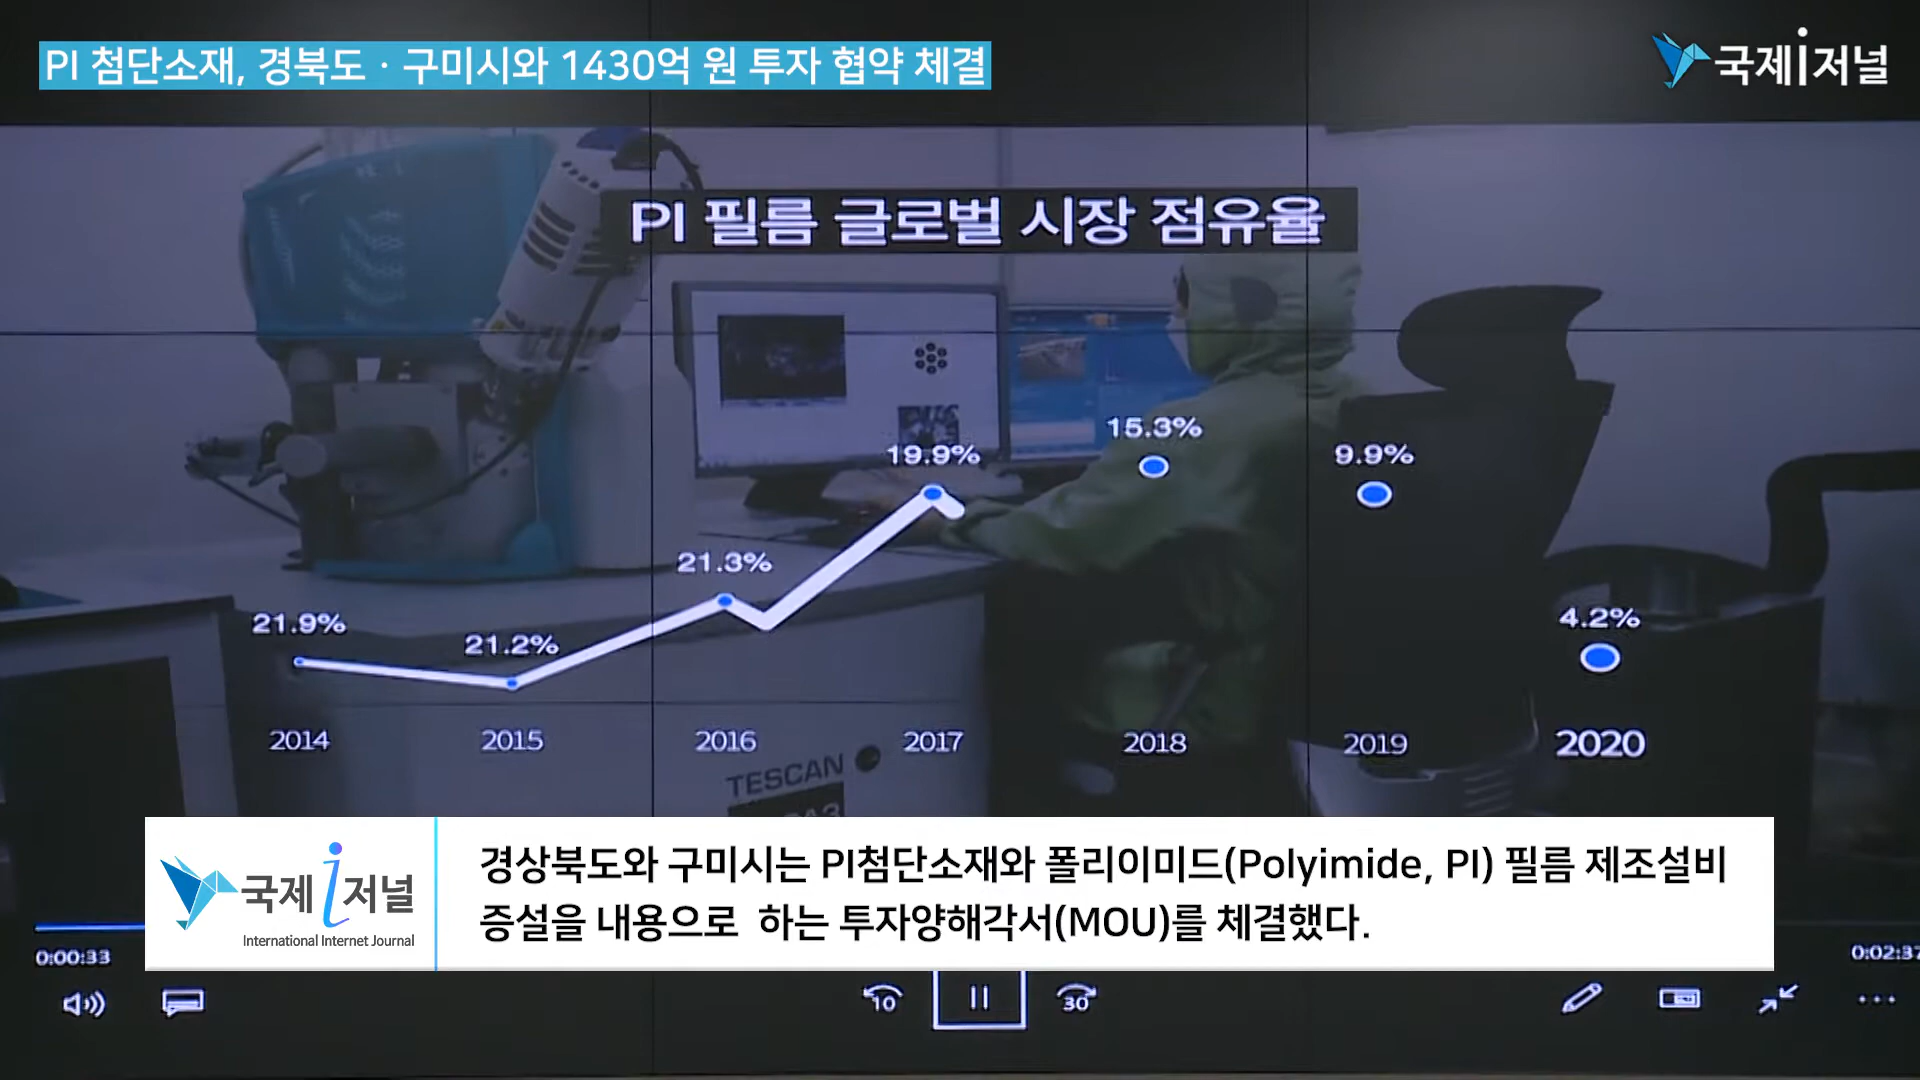 PI 첨단소재, 경북도 · 구미시와 1430억 원 투자 협약 체결
국제i저널
PI 필름 글로벌 시장 점유율
15.3%
19.9%
9.9%
21.3%
21.9%
21.2%
4.2%
2014
2015
2016
2017
2018
2019
2020
TESCAN
국제i저널
International Internet Journal
경상북도와 구미시는 PI첨단소재와 폴리이미드(Polyimide, PI) 필름 제조설비
증설을 내용으로 하는 투자양해각서(MOU)를 체결했다.
0:00:33
0:02:37
10
30